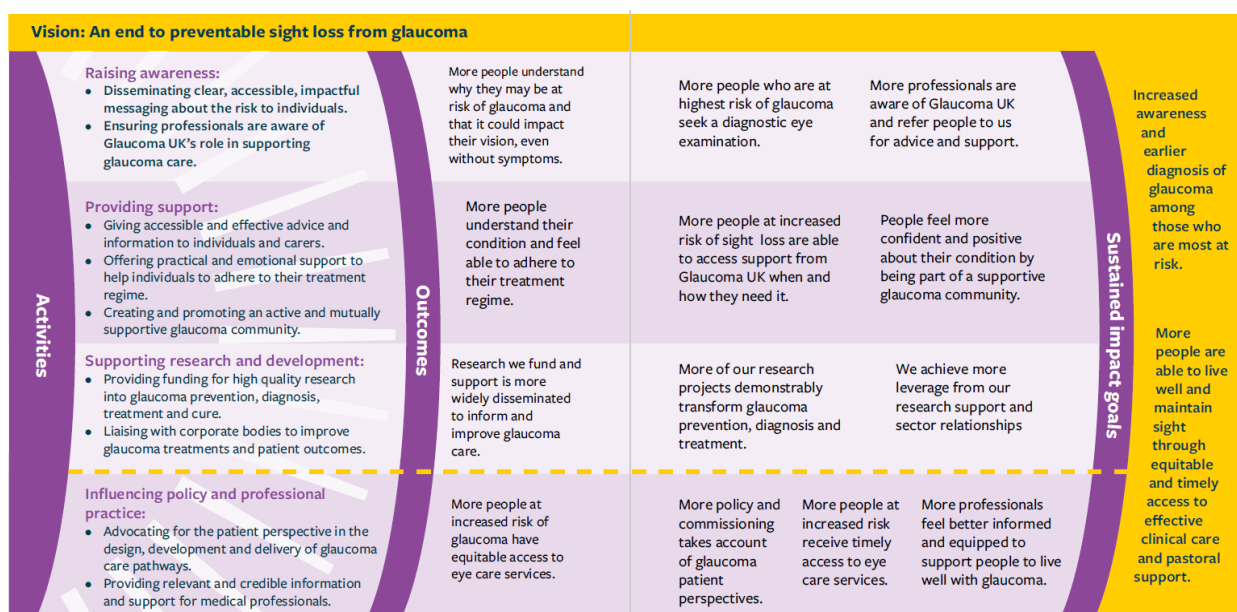 Vision: An end to preventable sight loss from glaucoma
Activities
Raising awareness:
• Disseminating clear, accessible, impactful
messaging about the risk to individuals.
• Ensuring professionals are aware of
Glaucoma UK's role in supporting
glaucoma care.
Providing support:
• Giving accessible and effective advice and
information to individuals and carers.
• Offering practical and emotional support to
help individuals to adhere to their treatment
regime.
• Creating and promoting an active and mutually
supportive glaucoma community.
Supporting research and development:
• Providing funding for high quality research
into glaucoma prevention, diagnosis,
treatment and cure.
• Liaising with corporate bodies to improve
glaucoma treatments and patient outcomes.
Influencing policy and professional
practice:
• Advocating for the patient perspective in the
design, development and delivery of glaucoma
care pathways.
• Providing relevant and credible information
and support for medical professionals.
Outcomes
More people understand
why they may be at
risk of glaucoma and
that it could impact
their vision, even
without symptoms.
More people who are at
highest risk of glaucoma
seek a diagnostic eye
examination.
More professionals are
aware of Glaucoma UK
and refer people to us
for advice and support.
More people
understand their
condition and feel
able to adhere to
their treatment
regime.
More people at increased
risk of sight loss are able
to access support from
Glaucoma UK when and
how they need it.
People feel more
confident and positive
about their condition by
being part of a supportive
glaucoma community.
Research we fund and
support is more
widely disseminated
to inform and
improve glaucoma
care.
More of our research
projects demonstrably
transform glaucoma
prevention, diagnosis and
treatment.
We achieve more
leverage from our
research support and
sector relationships
More people at
increased risk of
glaucoma have
equitable access to
eye care services.
More policy and
commissioning
takes account
of glaucoma
patient
perspectives.
More people at
increased risk
receive timely
access to eye
care services.
More professionals
feel better informed
and equipped to
support people to live
well with glaucoma.
Sustained impact goals
Increased
awareness
and
earlier
diagnosis of
glaucoma
among
those who
are most at
risk.
More
people are
able to live
well and
maintain
sight
through
equitable
and timely
access to
effective
clinical care
and pastoral
support.